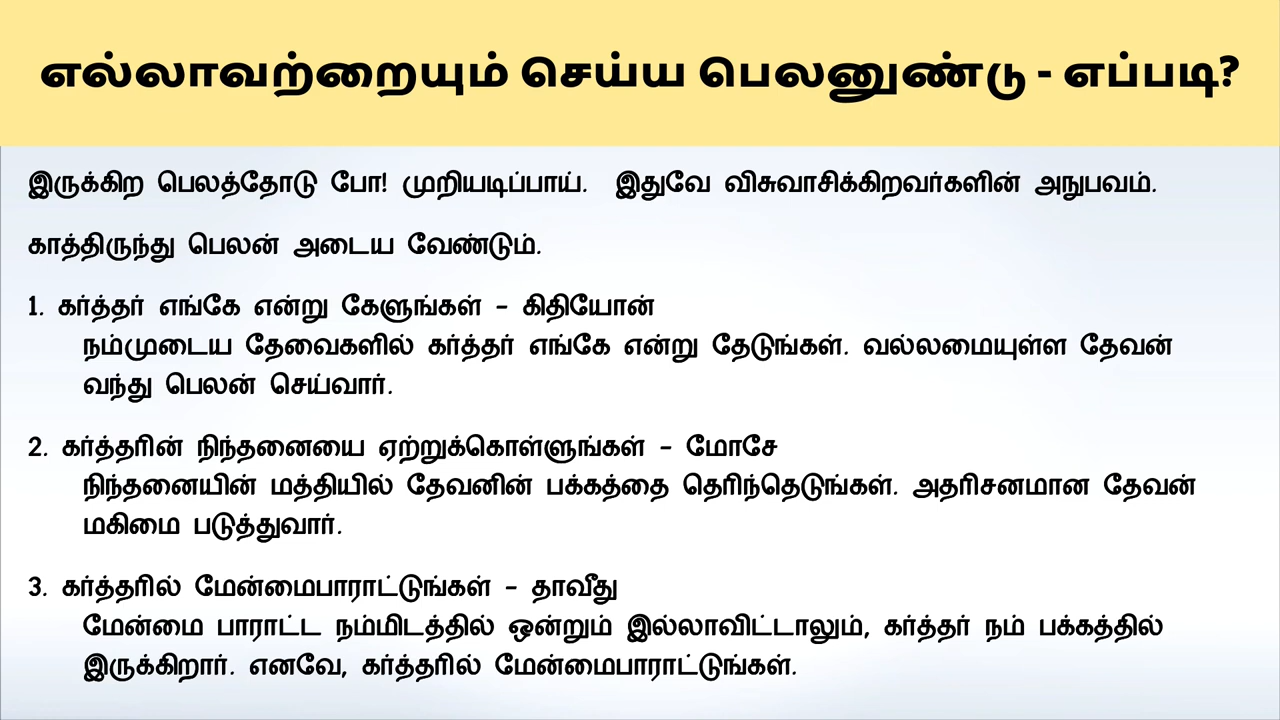 எல்லாவற்றையும் செய்ய பெலனுண்டு - எப்படி?
இருக்கிற பெலத்தோடு போ! முறியடிப்பாய். இதுவே விசுவாசிக்கிறவர்களின் அநுபவம்.
காத்திருந்து பெலன் அடைய வேண்டும்.
1. கர்த்தர் எங்கே என்று கேளுங்கள் - கிதியோன்
நம்முடைய தேவைகளில் கர்த்தர் எங்கே என்று தேடுங்கள். வல்லமையுள்ள தேவன்
வந்து பெலன் செய்வார்.
2. கர்த்தரின் நிந்தனையை ஏற்றுக்கொள்ளுங்கள் - மோசே
நிந்தனையின் மத்தியில் தேவனின் பக்கத்தை தெரிந்தெடுங்கள். அதரிசனமான தேவன்
மகிமை படுத்துவார்.
3. கர்த்தரில் மேன்மைபாராட்டுங்கள் - தாவீது
மேன்மை பாராட்ட நம்மிடத்தில் ஒன்றும் இல்லாவிட்டாலும், கர்த்தர் நம் பக்கத்தில்
இருக்கிறார். எனவே, கர்த்தரில் மேன்மைபாராட்டுங்கள்.